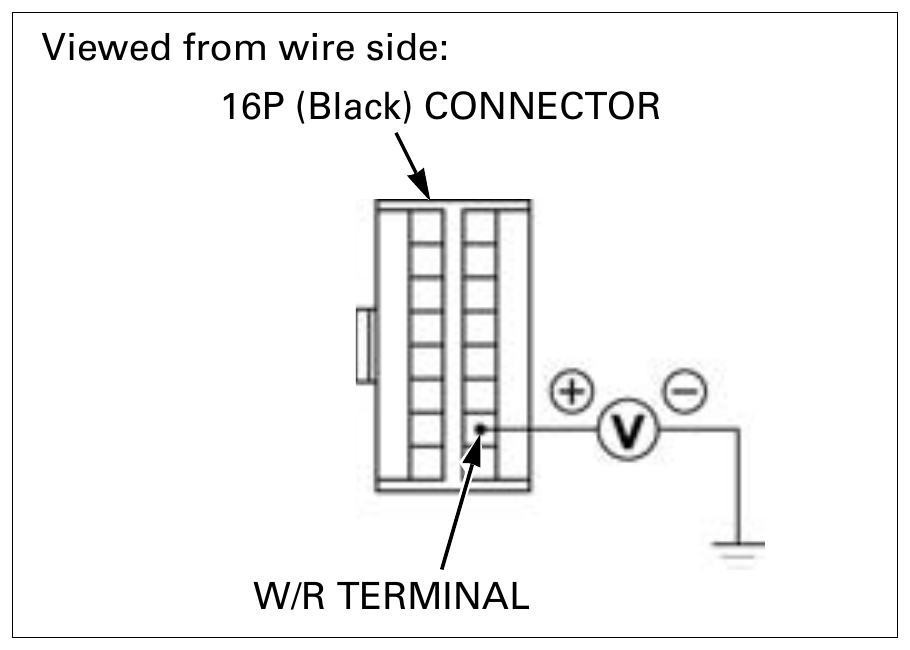 Viewed from wire side:
16P (Black) CONNECTOR
+ −
V
W/R TERMINAL